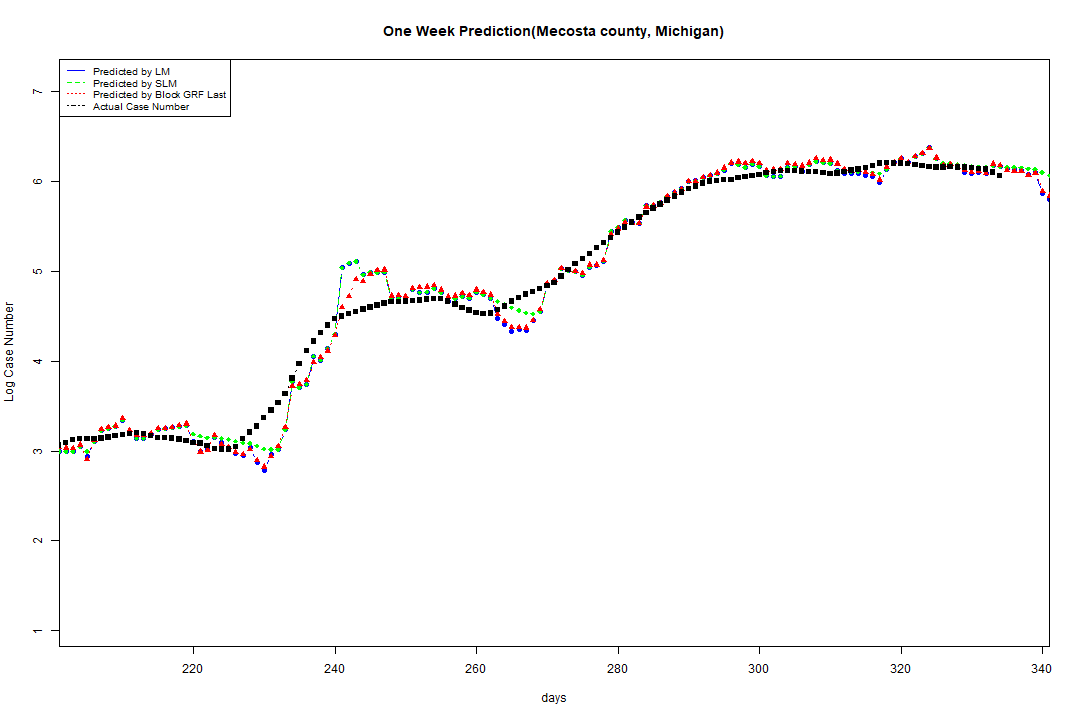 One Week Prediction(Mecosta county, Michigan)
Predicted by LM
Predicted by SLM
Predicted by Block GRF Last
Actual Case Number
7
6
5
4
3
2
1
Log Case Number
220 240 260 280 300 320 340
days